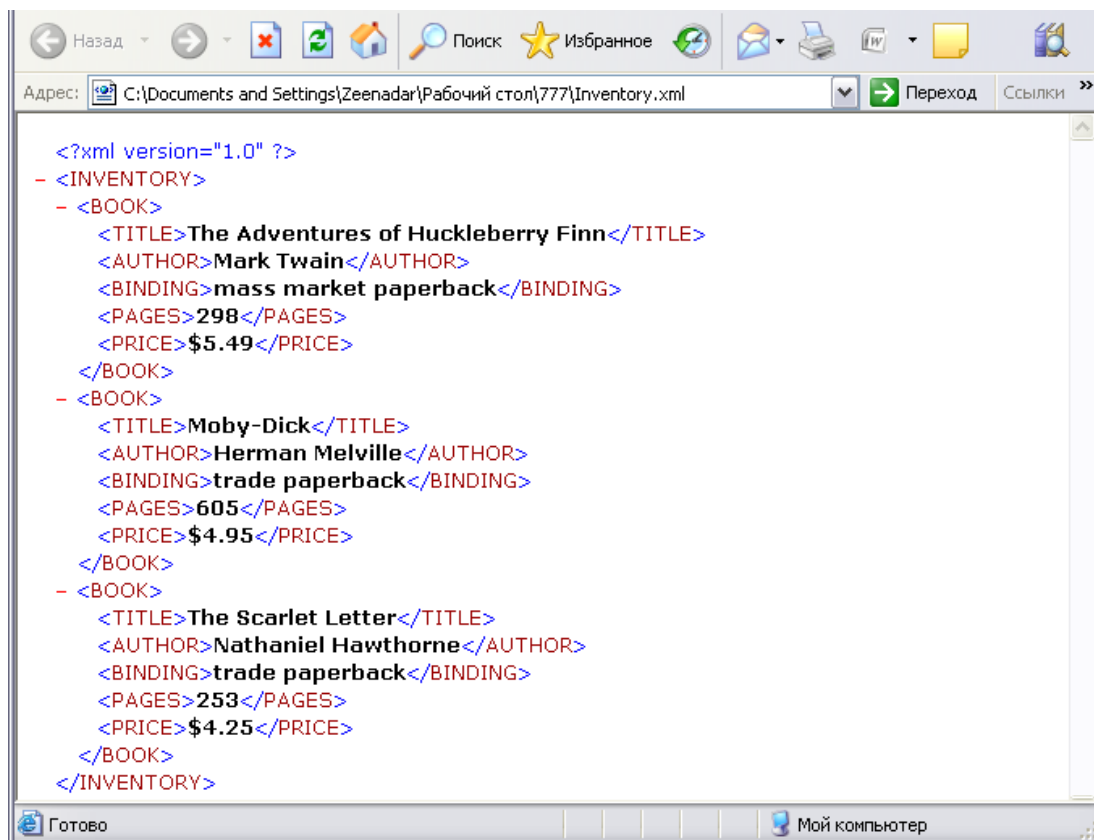 Назад Поиск Избранное
Адрес: C:\Documents and Settings\Zeenadar\Рабочий стол\777\Inventory.xml Переход Ссылки »
<?xml version="1.0" ?>
– <INVENTORY>
– <BOOK>
<TITLE>The Adventures of Huckleberry Finn</TITLE>
<AUTHOR>Mark Twain</AUTHOR>
<BINDING>mass market paperback</BINDING>
<PAGES>298</PAGES>
<PRICE>$5.49</PRICE>
</BOOK>
– <BOOK>
<TITLE>Moby-Dick</TITLE>
<AUTHOR>Herman Melville</AUTHOR>
<BINDING>trade paperback</BINDING>
<PAGES>605</PAGES>
<PRICE>$4.95</PRICE>
</BOOK>
– <BOOK>
<TITLE>The Scarlet Letter</TITLE>
<AUTHOR>Nathaniel Hawthorne</AUTHOR>
<BINDING>trade paperback</BINDING>
<PAGES>253</PAGES>
<PRICE>$4.25</PRICE>
</BOOK>
</INVENTORY>
Готово Мой компьютер